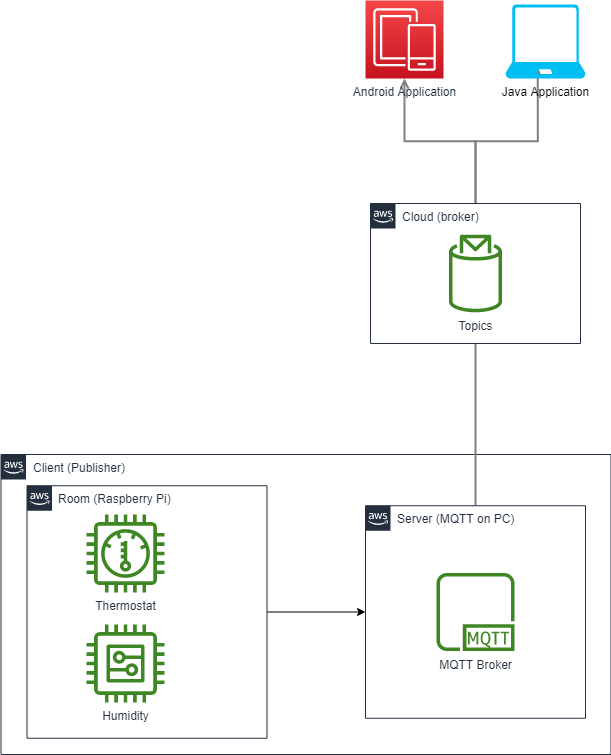 Android Application
Java Application
aws
Cloud (broker)
Topics
aws
Client (Publisher)
aws
Room (Raspberry Pi)
Thermostat
Humidity
aws
Server (MQTT on PC)
MQTT
MQTT Broker